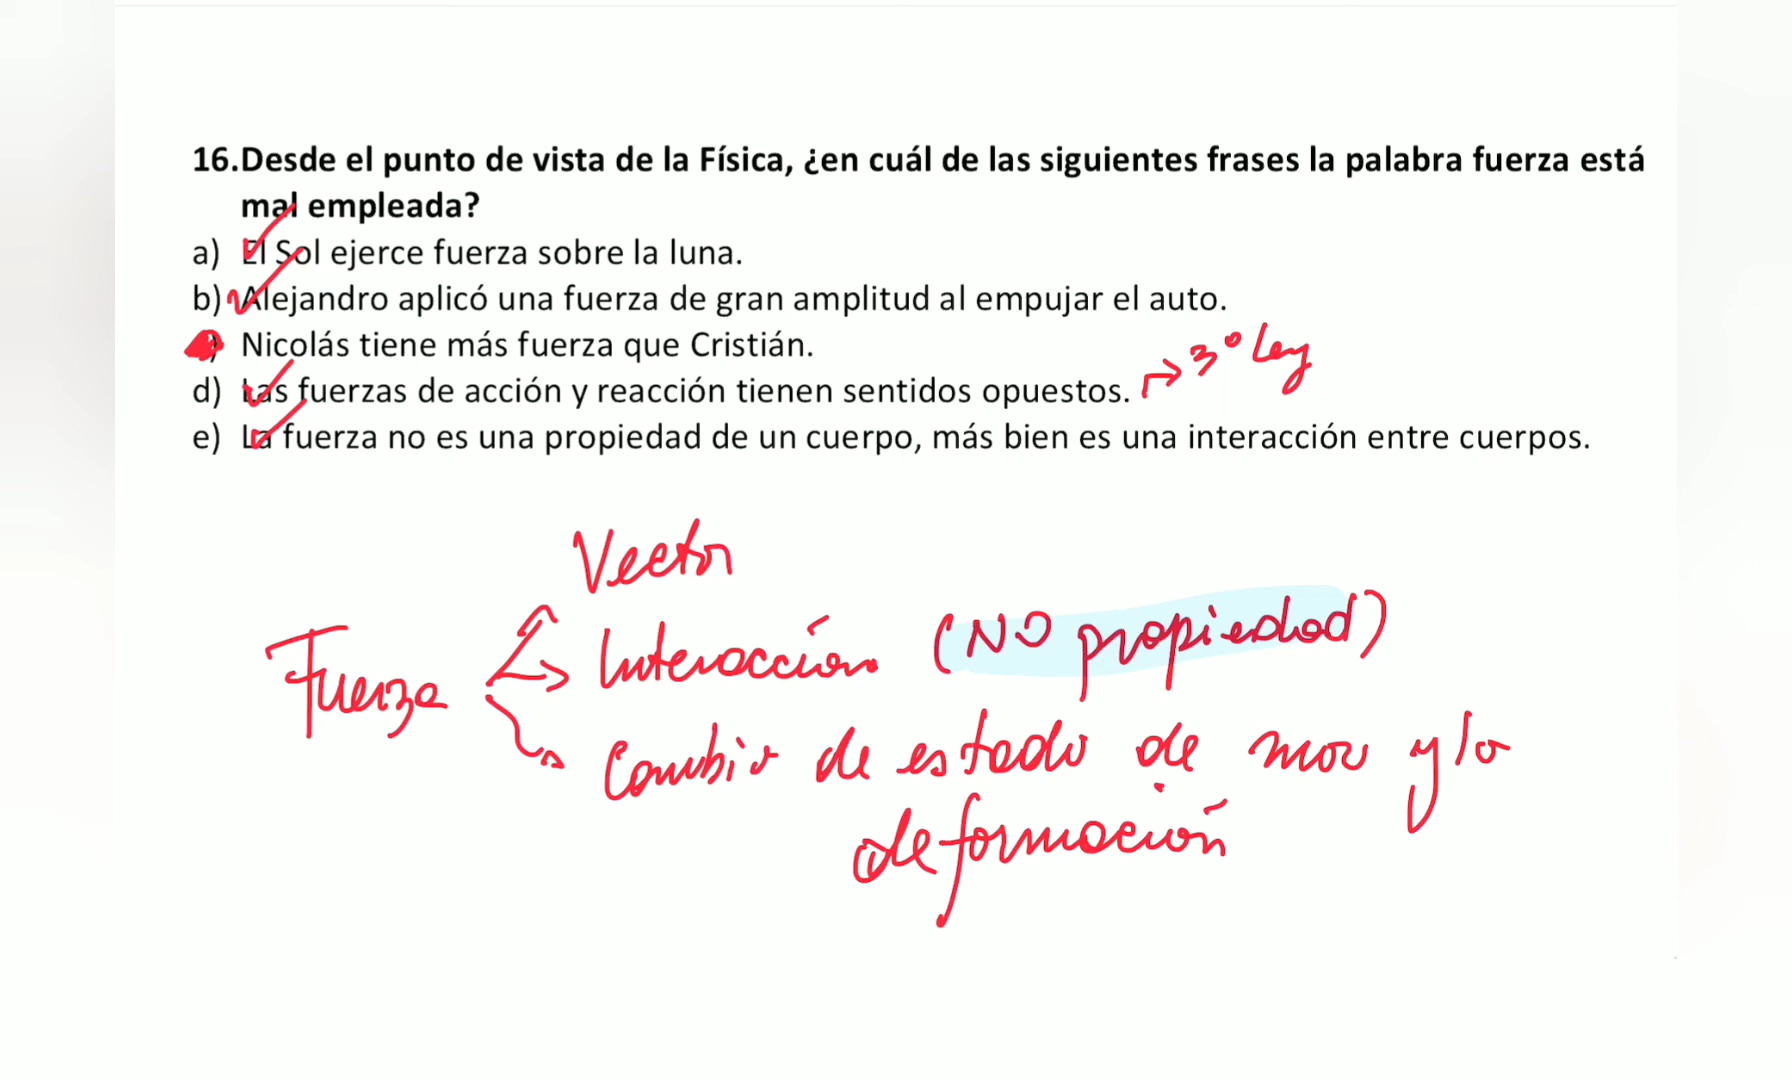 16.Desde el punto de vista de la Física, ¿en cuál de las siguientes frases la palabra fuerza está
mal empleada?
a) El Sol ejerce fuerza sobre la luna.
b) Alejandro aplicó una fuerza de gran amplitud al empujar el auto.
) Nicolás tiene más fuerza que Cristián.
d) Las fuerzas de acción y reacción tienen sentidos opuestos. → 3° Ley
e) La fuerza no es una propiedad de un cuerpo, más bien es una interacción entre cuerpos.
Vector
Fuerza Interacción (NO propiedad)
Cambio de estado de mov y/o
deformación